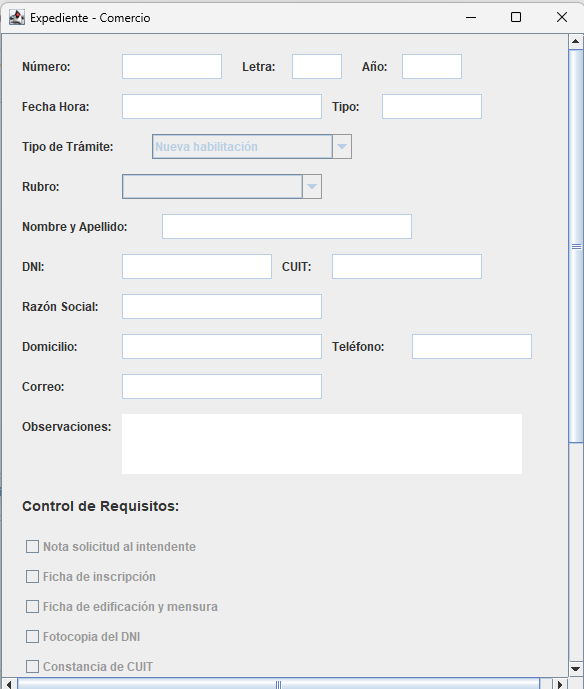 Expediente - Comercio
Número: Letra: Año:
Fecha Hora: Tipo:
Tipo de Trámite: Nueva habilitación
Rubro:
Nombre y Apellido:
DNI: CUIT:
Razón Social:
Domicilio: Teléfono:
Correo:
Observaciones:
Control de Requisitos:
Nota solicitud al intendente
Ficha de inscripción
Ficha de edificación y mensura
Fotocopia del DNI
Constancia de CUIT